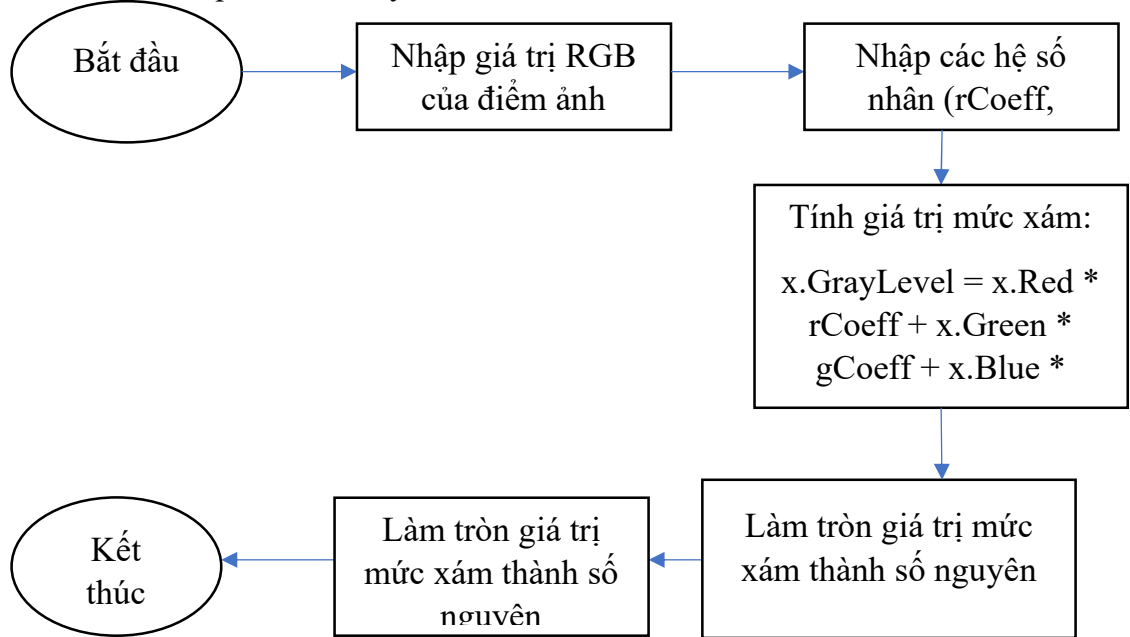 Bắt đầu
Nhập giá trị RGB
của điểm ảnh
Nhập các hệ số
nhân (rCoeff,
Tính giá trị mức xám:
x.GrayLevel = x.Red *
rCoeff + x.Green *
gCoeff + x.Blue *
Làm tròn giá trị mức
xám thành số nguyên
Làm tròn giá trị
mức xám thành số
nguyên
Kết
thúc